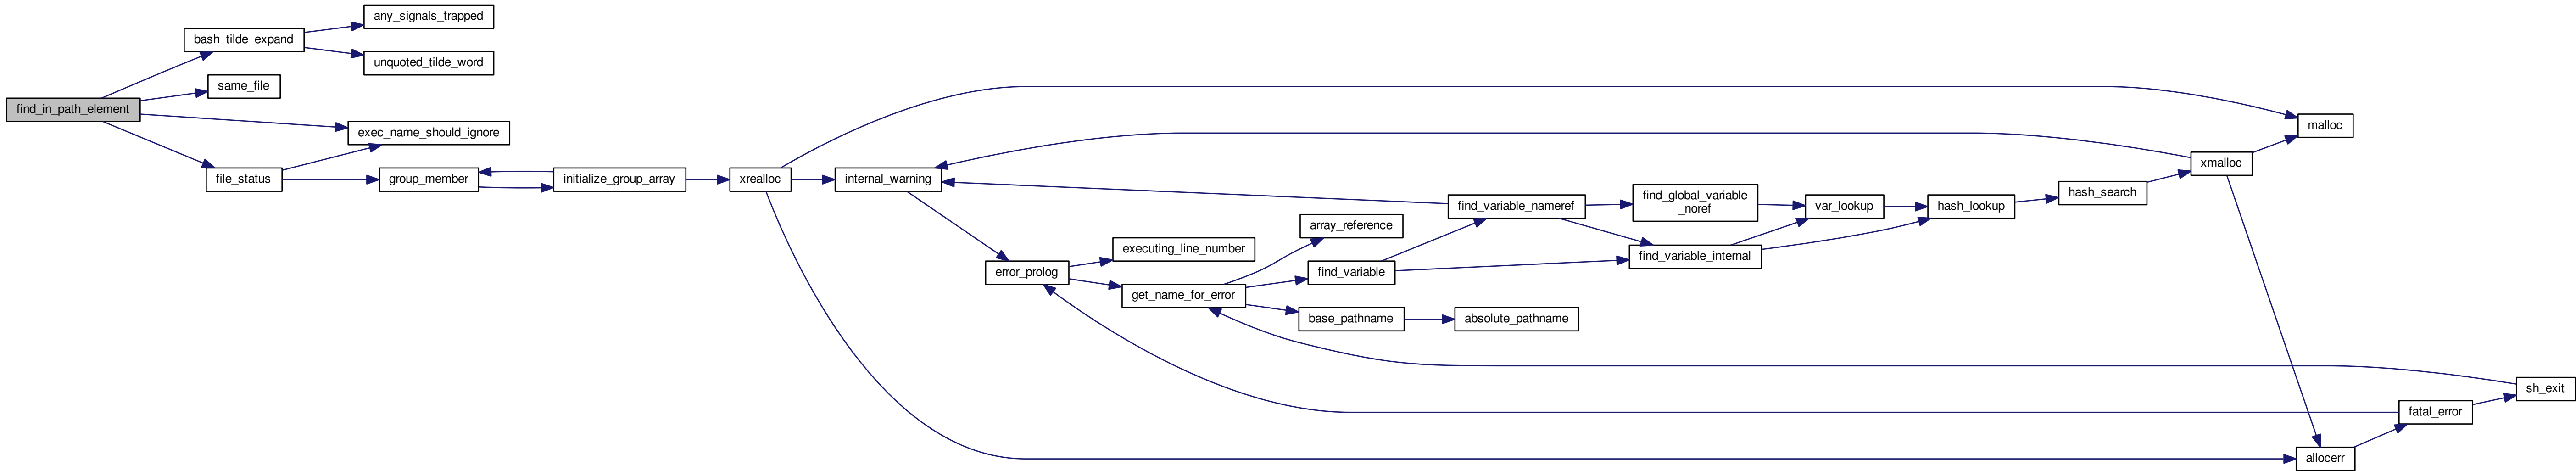 find_in_path_element
bash_tilde_expand
any_signals_trapped
unquoted_tilde_word
same_file
exec_name_should_ignore
file_status
group_member
initialize_group_array
xrealloc
internal_warning
error_prolog
executing_line_number
get_name_for_error
array_reference
find_variable
base_pathname
absolute_pathname
find_variable_nameref
find_global_variable
_noref
find_variable_internal
var_lookup
hash_lookup
hash_search
xmalloc
malloc
allocerr
fatal_error
sh_exit